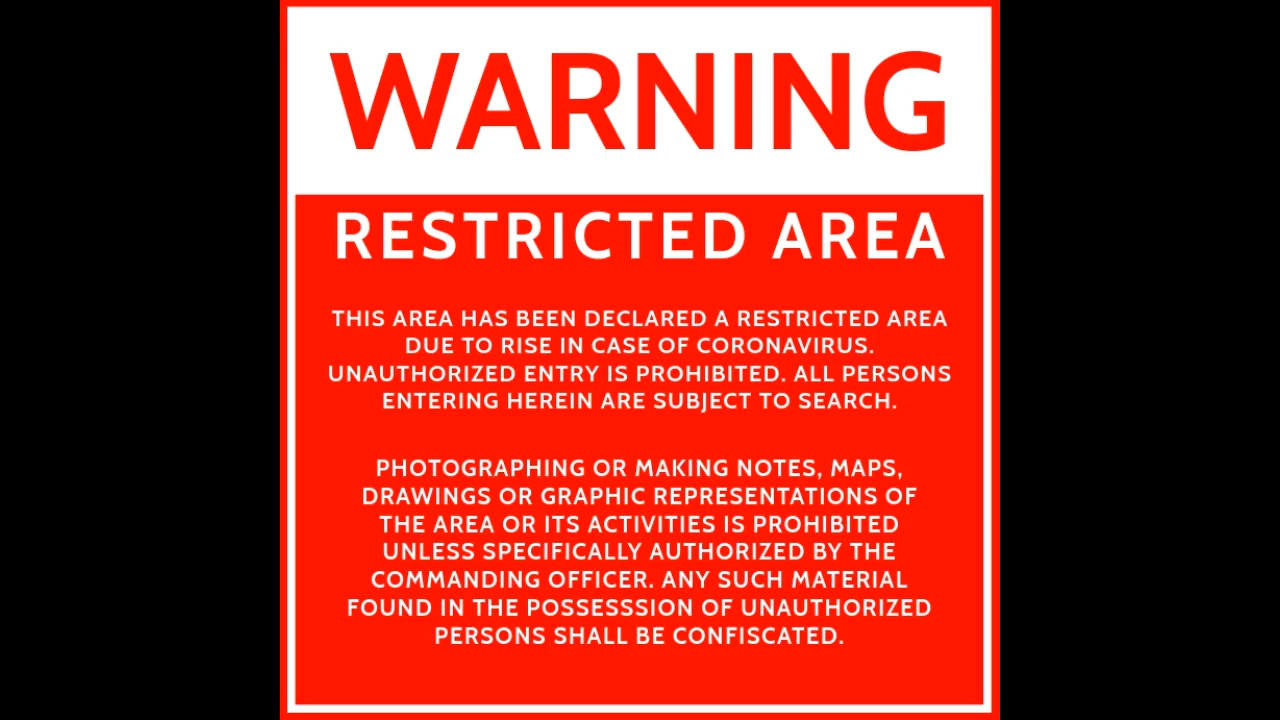 WARNING
RESTRICTED AREA
THIS AREA HAS BEEN DECLARED A RESTRICTED AREA
DUE TO RISE IN CASE OF CORONAVIRUS.
UNAUTHORIZED ENTRY IS PROHIBITED. ALL PERSONS
ENTERING HEREIN ARE SUBJECT TO SEARCH.
PHOTOGRAPHING OR MAKING NOTES, MAPS,
DRAWINGS OR GRAPHIC REPRESENTATIONS OF
THE AREA OR ITS ACTIVITIES IS PROHIBITED
UNLESS SPECIFICALLY AUTHORIZED BY THE
COMMANDING OFFICER. ANY SUCH MATERIAL
FOUND IN THE POSSESSSION OF UNAUTHORIZED
PERSONS SHALL BE CONFISCATED.